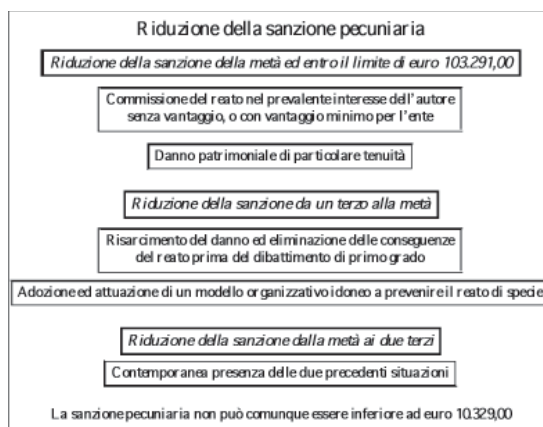 Riduzione della sanzione pecuniaria
Riduzione della sanzione della metà ed entro il limite di euro 103.291,00
Commissione del reato nel prevalente interesse dell'autore
senza vantaggio, o con vantaggio minimo per l'ente
Danno patrimoniale di particolare tenuità
Riduzione della sanzione da un terzo alla metà
Risarcimento del danno ed eliminazione delle conseguenze
del reato prima del dibattimento di primo grado
Adozione ed attuazione di un modello organizzativo idoneo a prevenire il reato di specie
Riduzione della sanzione dalla metà ai due terzi
Contemporanea presenza delle due precedenti situazioni
La sanzione pecuniaria non può comunque essere inferiore ad euro 10.329,00